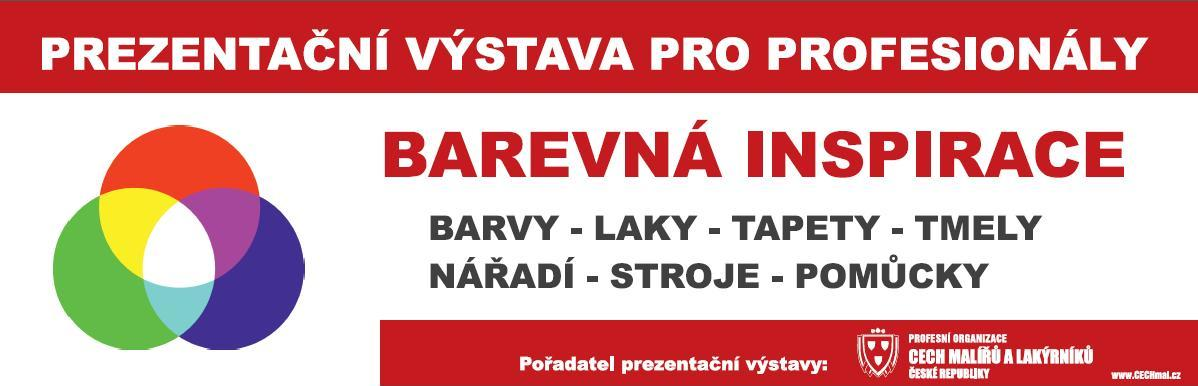 PREZENTAČNÍ VÝSTAVA PRO PROFESIONÁLY
BAREVNÁ INSPIRACE
BARVY - LAKY - TAPETY - TMELY
NÁŘADÍ - STROJE - POMŮCKY
Pořadatel prezentační výstavy:
PROFESNÍ ORGANIZACE
CECH MALÍŘŮ A LAKÝRNÍKŮ
ČESKÉ REPUBLIKY
www.CECHmal.cz